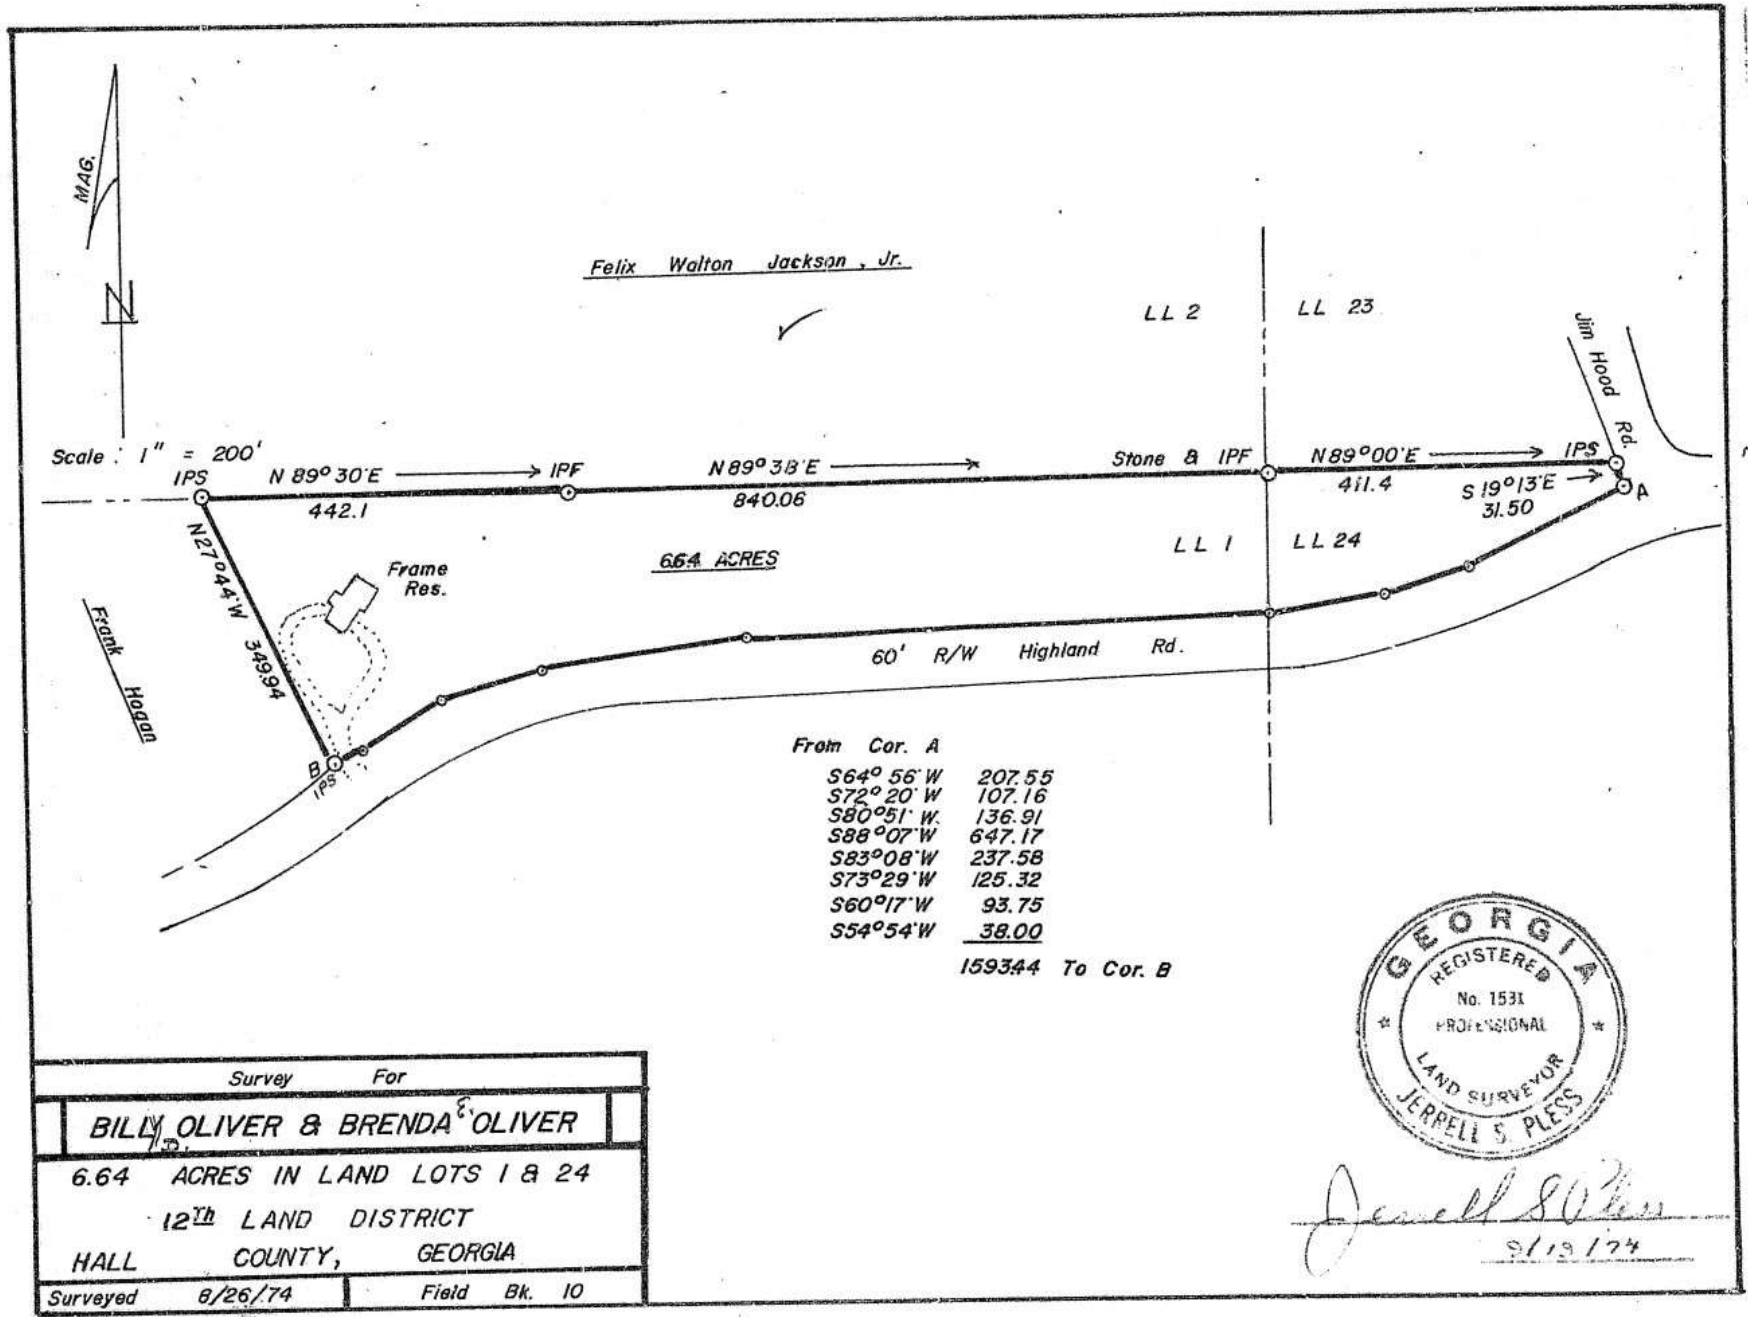 MAG.
N
Felix Walton Jackson, Jr.
LL 2
LL 23
Jim Hood Rd.
Scale : 1" = 200'
IPS
N 89° 30'E
IPF
N 89° 38'E
Stone & IPF
N 89° 00'E
IPS
442.1
840.06
411.4
S 19° 13'E
31.50
A
N27°44'W 349.94
Frame
Res.
6.64 ACRES
LL 1
LL 24
Frank Hogan
60' R/W Highland Rd.
B
IPS
From Cor. A
S64° 56'W 207.55
S72° 20'W 107.16
S80°51' W. 136.91
S88°07'W 647.17
S83°08'W 237.58
S73°29'W 125.32
S60°17'W 93.75
S54°54'W 38.00
1593.44 To Cor. B
GEORGIA
REGISTERED
No. 1531
PROFESSIONAL
LAND SURVEYOR
JERRELL S. PLESS
Jerrell S Pless
Survey For
BILLY D. OLIVER & BRENDA E. OLIVER
6.64 ACRES IN LAND LOTS 1 & 24
12Th LAND DISTRICT
HALL COUNTY, GEORGIA
Surveyed 8/26/74 Field Bk. 10